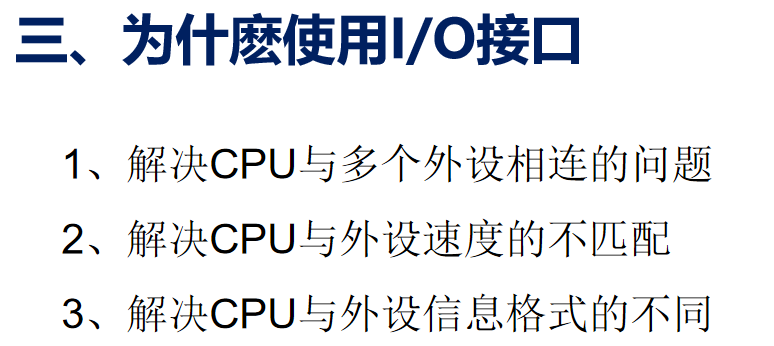 三、为什麽使用I/O接口
1、解决CPU与多个外设相连的问题
2、解决CPU与外设速度的不匹配
3、解决CPU与外设信息格式的不同